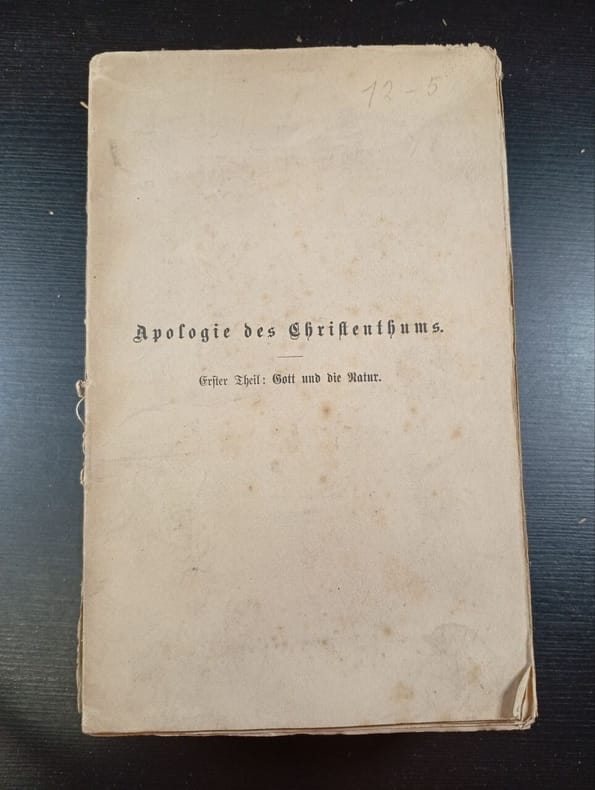 12-5
Apologie des Christenthums.
Erster Theil: Gott und die Natur.